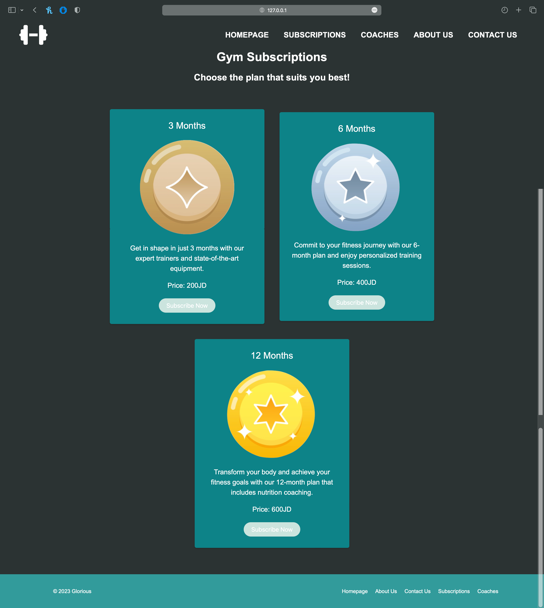 127.0.0.1
HOMEPAGE SUBSCRIPTIONS COACHES ABOUT US CONTACT US
Gym Subscriptions
Choose the plan that suits you best!
3 Months
Get in shape in just 3 months with our
expert trainers and state-of-the-art
equipment.
Price: 200JD
Subscribe Now
6 Months
Commit to your fitness journey with our 6-
month plan and enjoy personalized training
sessions.
Price: 400JD
Subscribe Now
12 Months
Transform your body and achieve your
fitness goals with our 12-month plan that
includes nutrition coaching.
Price: 600JD
Subscribe Now
© 2023 Glorious
Homepage About Us Contact Us Subscriptions Coaches